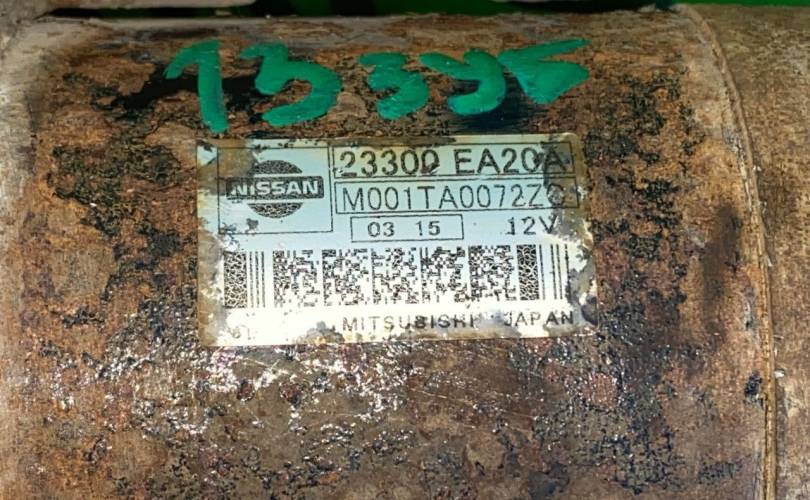 13395
23300 EA20A
NISSAN
M001TA0072ZC
03 15 12V
MITSUBISHI JAPAN